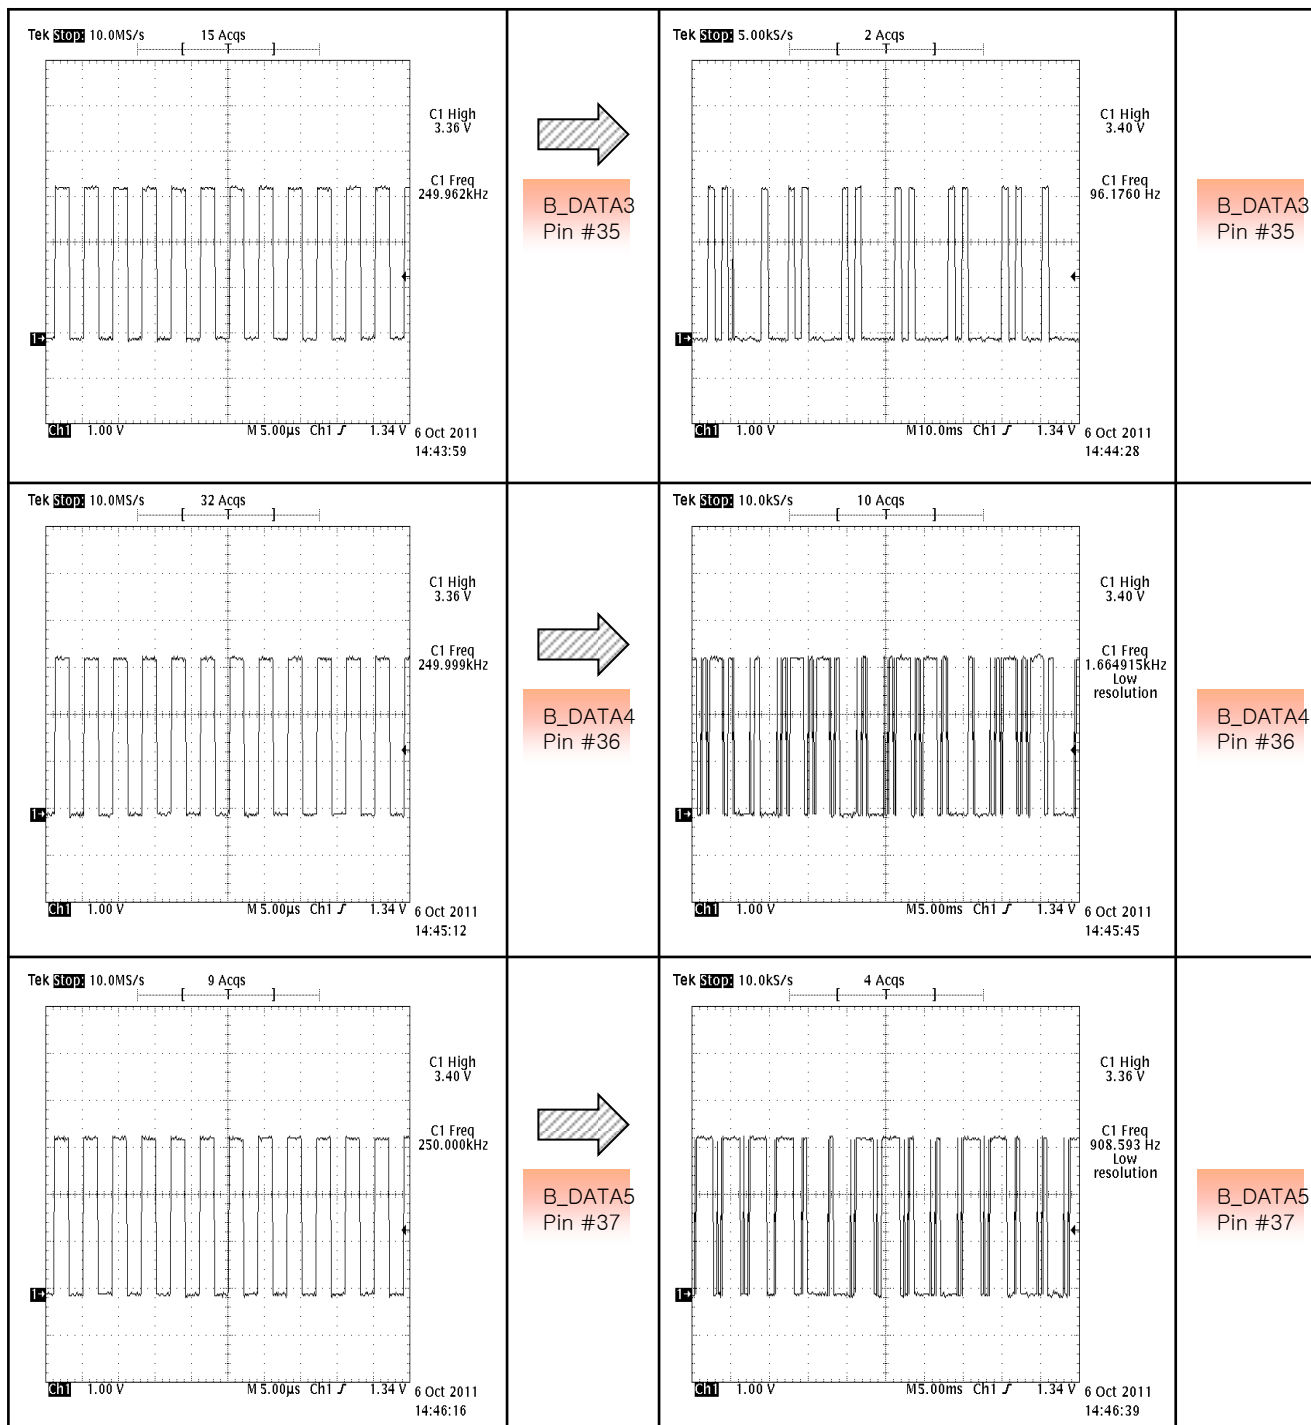 Tek Stop: 10.0MS/s 15 Acqs
[ T ]
C1 High
3.36 V
C1 Freq
249.962kHz
1→
Ch1 1.00 V M 5.00µs Ch1 ƒ 1.34 V
6 Oct 2011
14:43:59
B_DATA3
Pin #35
Tek Stop: 5.00kS/s 2 Acqs
[ T ]
C1 High
3.40 V
C1 Freq
96.1760 Hz
1→
Ch1 1.00 V M10.0ms Ch1 ƒ 1.34 V
6 Oct 2011
14:44:28
B_DATA3
Pin #35
Tek Stop: 10.0MS/s 32 Acqs
[ T ]
C1 High
3.36 V
C1 Freq
249.999kHz
1→
Ch1 1.00 V M 5.00µs Ch1 ƒ 1.34 V
6 Oct 2011
14:45:12
B_DATA4
Pin #36
Tek Stop: 10.0kS/s 10 Acqs
[ T ]
C1 High
3.40 V
C1 Freq
1.664915kHz
Low
resolution
1→
Ch1 1.00 V M5.00ms Ch1 ƒ 1.34 V
6 Oct 2011
14:45:45
B_DATA4
Pin #36
Tek Stop: 10.0MS/s 9 Acqs
[ T ]
C1 High
3.40 V
C1 Freq
250.000kHz
1→
Ch1 1.00 V M 5.00µs Ch1 ƒ 1.34 V
6 Oct 2011
14:46:16
B_DATA5
Pin #37
Tek Stop: 10.0kS/s 4 Acqs
[ T ]
C1 High
3.36 V
C1 Freq
908.593 Hz
Low
resolution
1→
Ch1 1.00 V M5.00ms Ch1 ƒ 1.34 V
6 Oct 2011
14:46:39
B_DATA5
Pin #37